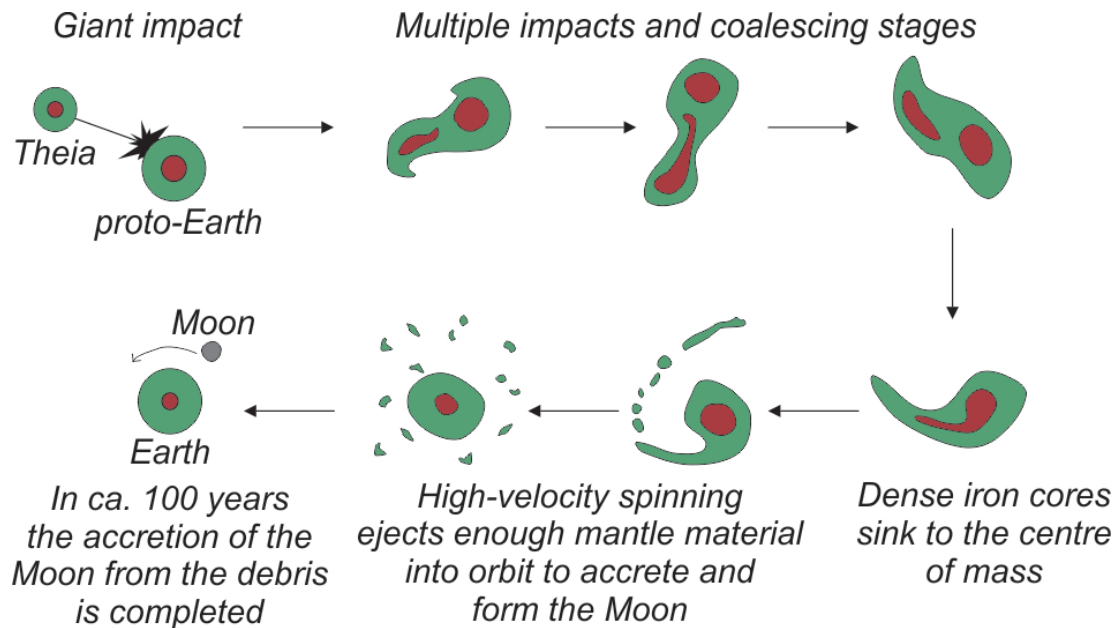 Giant impact
Multiple impacts and coalescing stages
Theia
proto-Earth
Moon
Earth
In ca. 100 years
the accretion of the
Moon from the debris
is completed
High-velocity spinning
ejects enough mantle material
into orbit to accrete and
form the Moon
Dense iron cores
sink to the centre
of mass